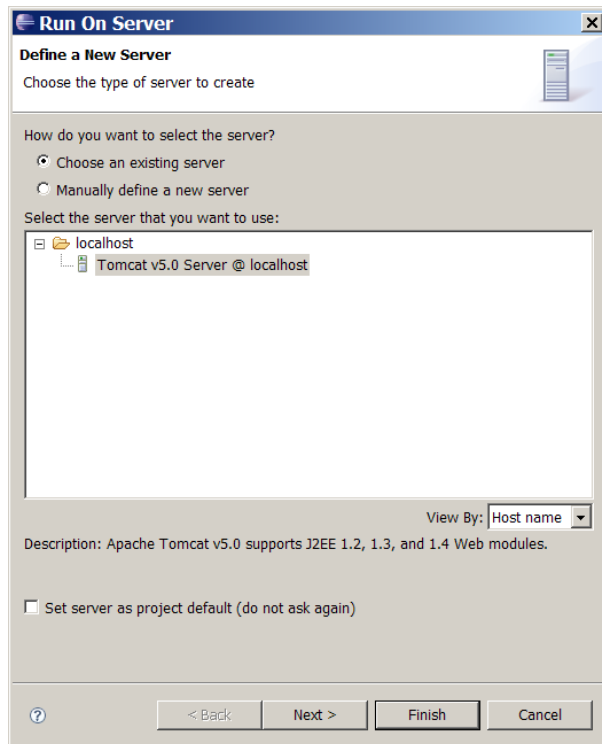 Run On Server
Define a New Server
Choose the type of server to create
How do you want to select the server?
Choose an existing server
Manually define a new server
Select the server that you want to use:
localhost
Tomcat v5.0 Server @ localhost
View By: Host name
Description: Apache Tomcat v5.0 supports J2EE 1.2, 1.3, and 1.4 Web modules.
Set server as project default (do not ask again)
? < Back Next > Finish Cancel